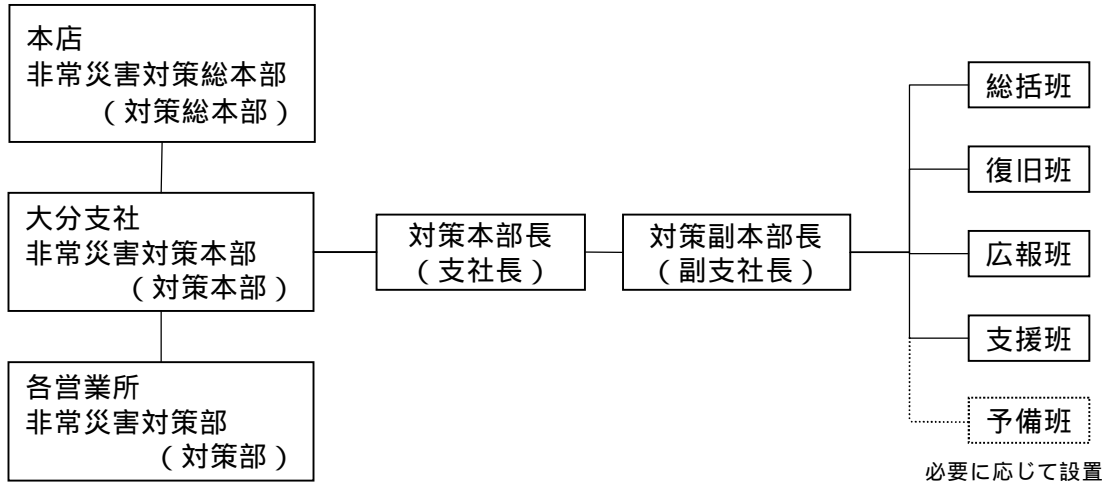 本店
非常災害対策総本部
(対策総本部)
大分支社
非常災害対策本部
(対策本部)
各営業所
非常災害対策部
(対策部)
対策本部長
(支社長)
対策副本部長
(副支社長)
総括班
復旧班
広報班
支援班
予備班
必要に応じて設置